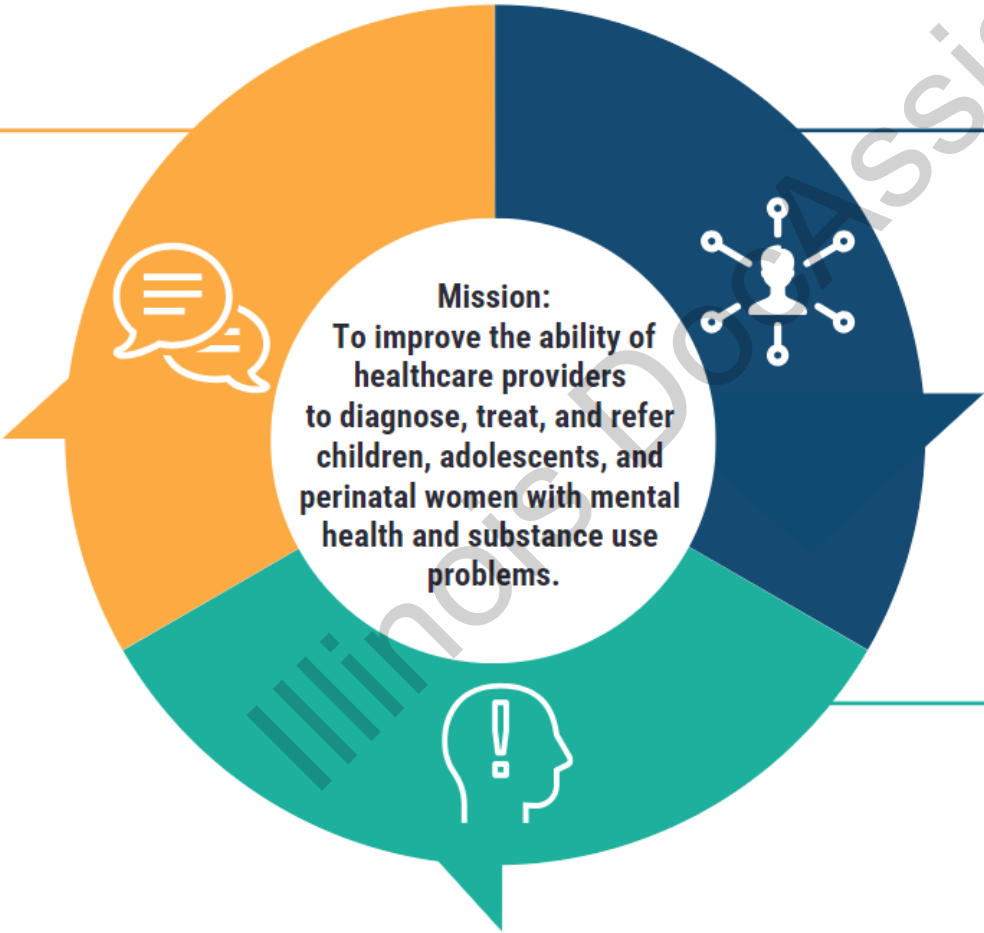 Mission:
To improve the ability of
healthcare providers
to diagnose, treat, and refer
children, adolescents, and
perinatal women with mental
health and substance use
problems.
Illinois DocAssis